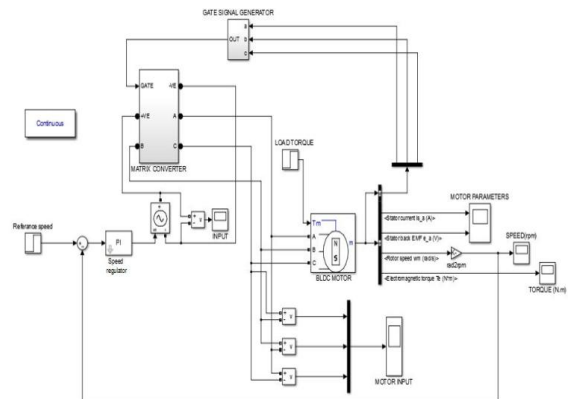 GATE SIGNAL GENERATOR
OUT
a
b
c
GATE
-VE
+VE
A
B
C
MATRIX CONVERTER
Continuous
LOAD TORQUE
Tm
m
A
B
C
N
S
BLDC MOTOR
MOTOR PARAMETERS
<Stator current is_a (A)>
<Stator back EMF e_a (V)>
<Rotor speed wm (rad/s)>
<Electromagnetic torque Te (N*m)>
rad2rpm
SPEED(rpm)
TORQUE (N.m)
Referance speed
PI
Speed
regulator
INPUT
v
v
v
v
MOTOR INPUT